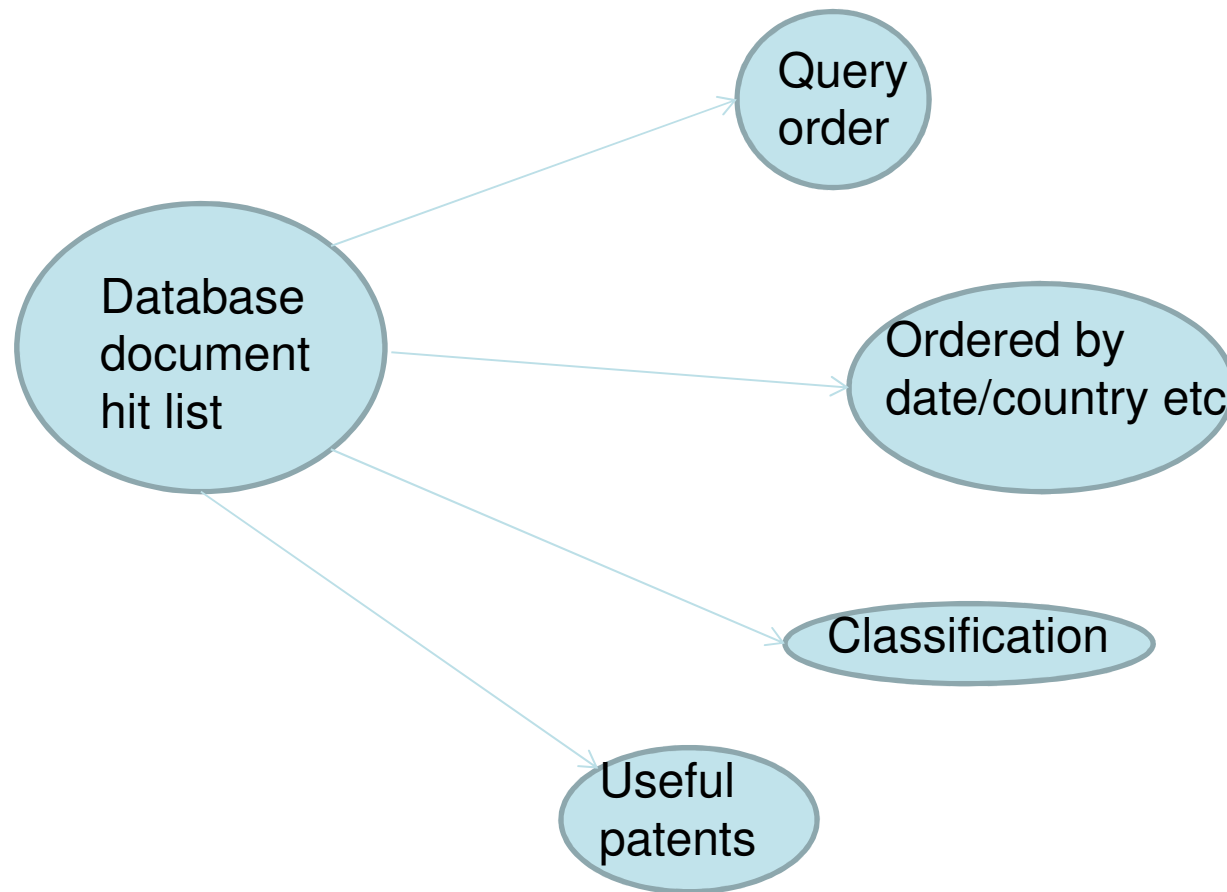 Query
order
Database
document
hit list
Ordered by
date/country etc
Classification
Useful
patents